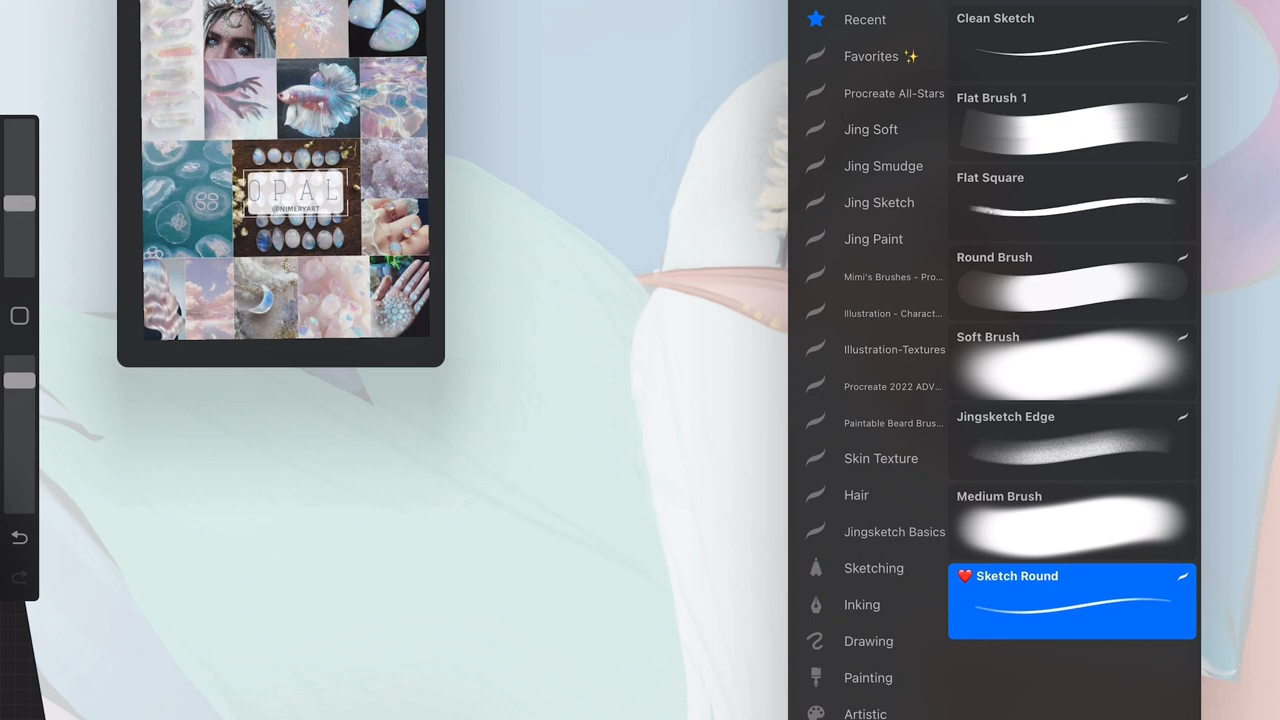 OPAL
@NIMERYART
Recent
Favorites ✨
Procreate All-Stars
Jing Soft
Jing Smudge
Jing Sketch
Jing Paint
Mimi's Brushes - Pro...
Illustration - Charact...
Illustration-Textures
Procreate 2022 ADV...
Paintable Beard Brus...
Skin Texture
Hair
Jingsketch Basics
Sketching
Inking
Drawing
Painting
Artistic
Clean Sketch
Flat Brush 1
Flat Square
Round Brush
Soft Brush
Jingsketch Edge
Medium Brush
❤️ Sketch Round